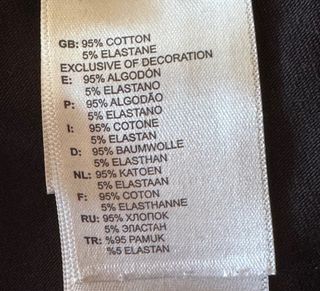 GB: 95% COTTON
5% ELASTANE
EXCLUSIVE OF DECORATION
E: 95% ALGODÓN
5% ELASTANO
P: 95% ALGODÃO
5% ELASTANO
I: 95% COTONE
5% ELASTAN
D: 95% BAUMWOLLE
5% ELASTHAN
NL: 95% KATOEN
5% ELASTAAN
F: 95% COTON
5% ELASTHANNE
RU: 95% ХЛОПОК
5% ЭЛАСТАН
TR: %95 PAMUK
%5 ELASTAN